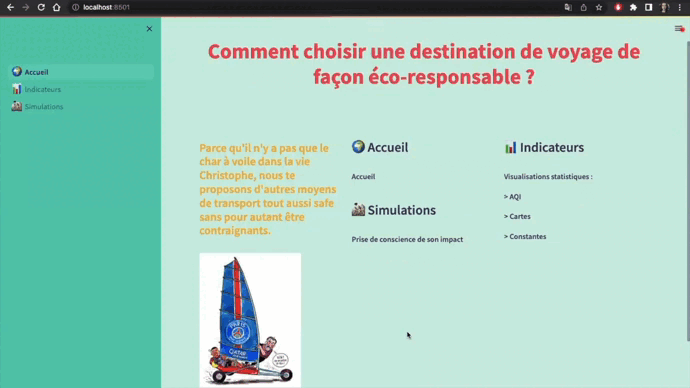 localhost:8501
Accueil
Indicateurs
Simulations
Comment choisir une destination de voyage de
façon éco-responsable ?
Parce qu'il n'y a pas que le
char à voile dans la vie
Christophe, nous te
proposons d'autres moyens
de transport tout aussi safe
sans pour autant être
contraignants.
Accueil
Accueil
Simulations
Prise de conscience de son impact
Indicateurs
Visualisations statistiques :
> AQI
> Cartes
> Constantes
PARIS
QATAR